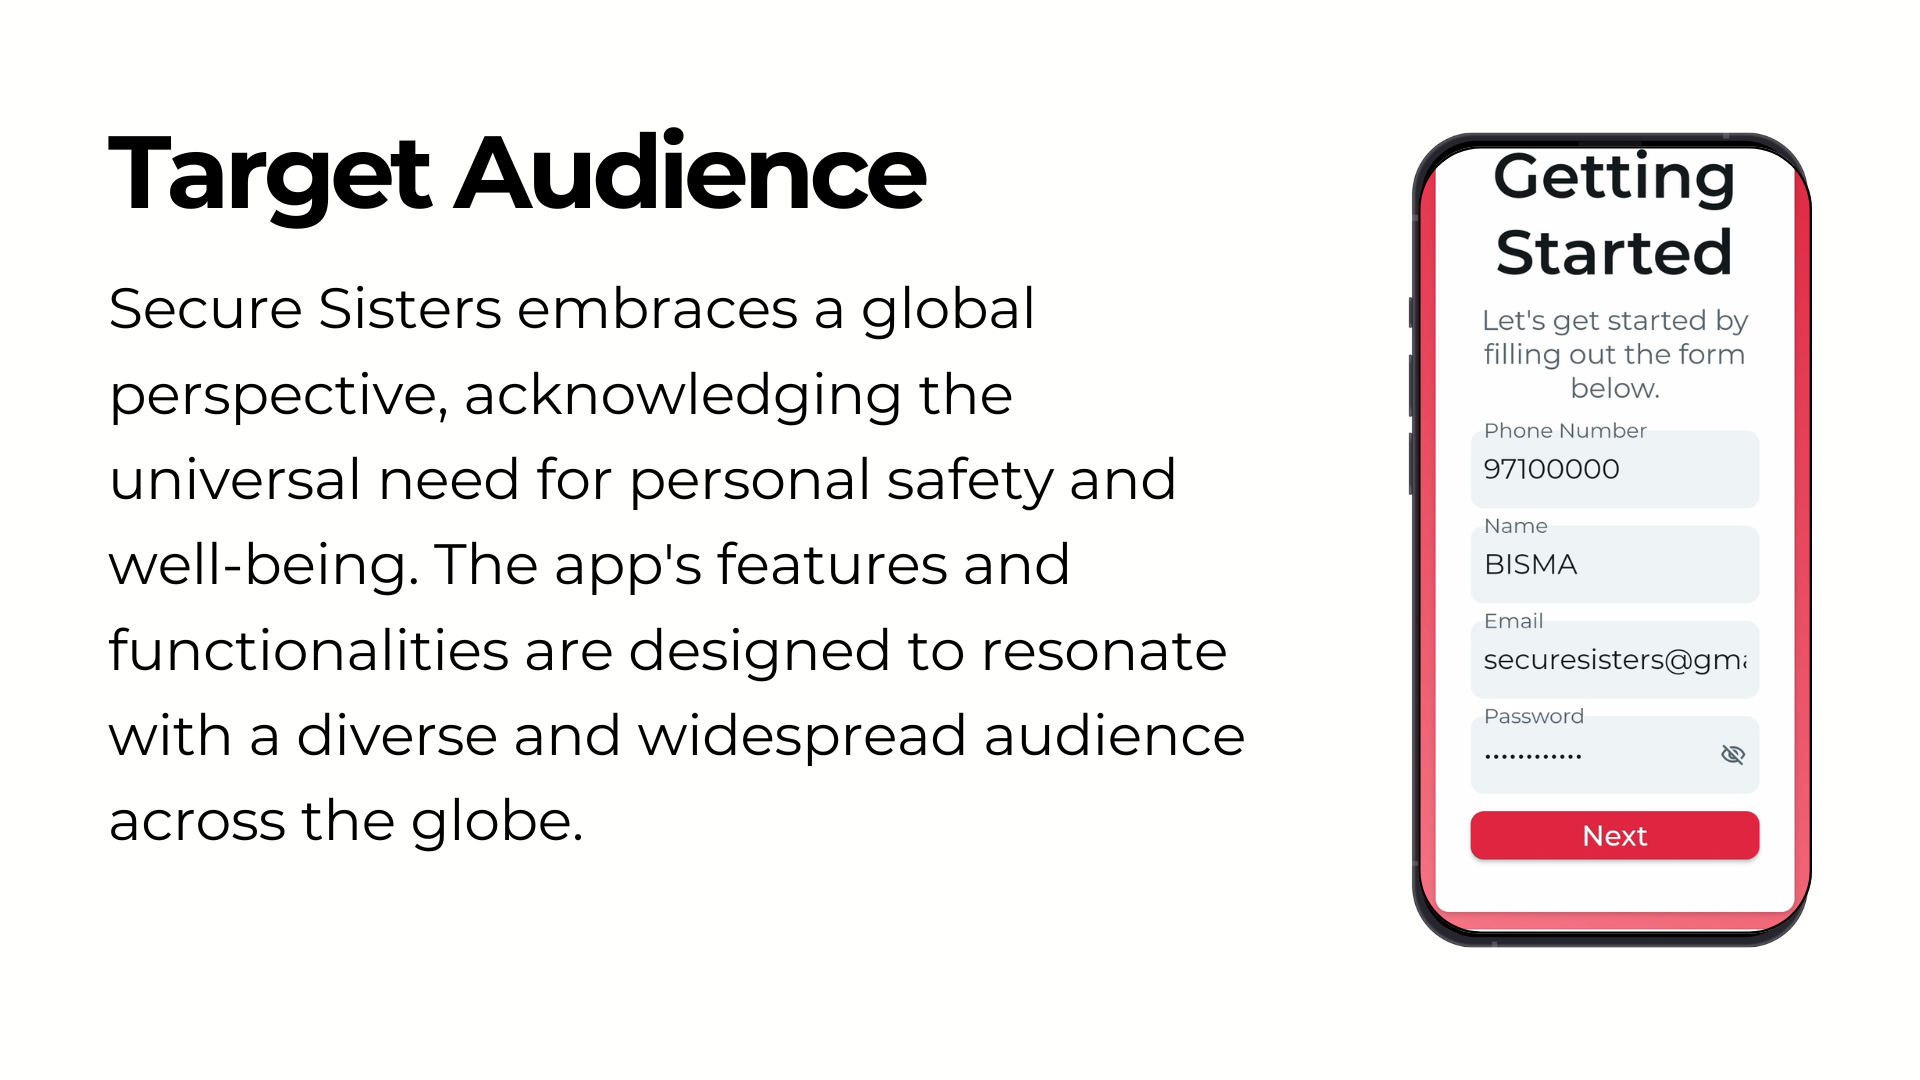 Target Audience
Secure Sisters embraces a global
perspective, acknowledging the
universal need for personal safety and
well-being. The app's features and
functionalities are designed to resonate
with a diverse and widespread audience
across the globe.
Getting
Started
Let's get started by
filling out the form
below.
Phone Number
97100000
Name
BISMA
Email
securesisters@gma
Password
••••••••••••
Next